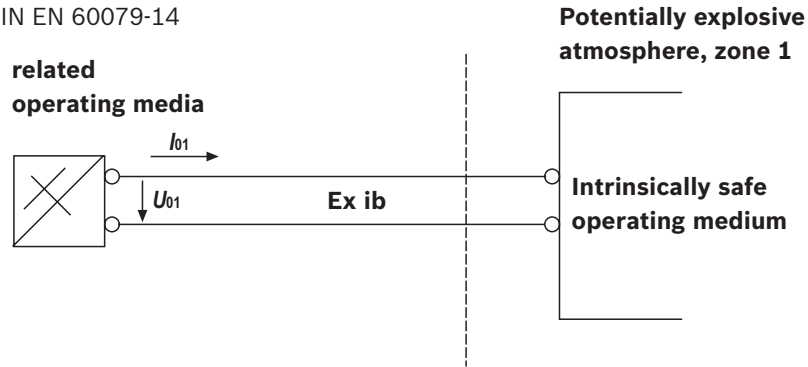 IN EN 60079-14
Potentially explosive
atmosphere, zone 1
related
operating media
I01
U01
Ex ib
Intrinsically safe
operating medium